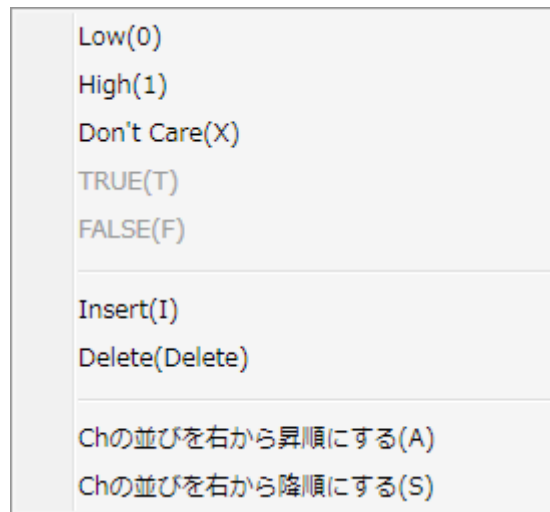 Low(0)
High(1)
Don't Care(X)
TRUE(T)
FALSE(F)
Insert(I)
Delete(Delete)
Chの並びを右から昇順にする(A)
Chの並びを右から降順にする(S)